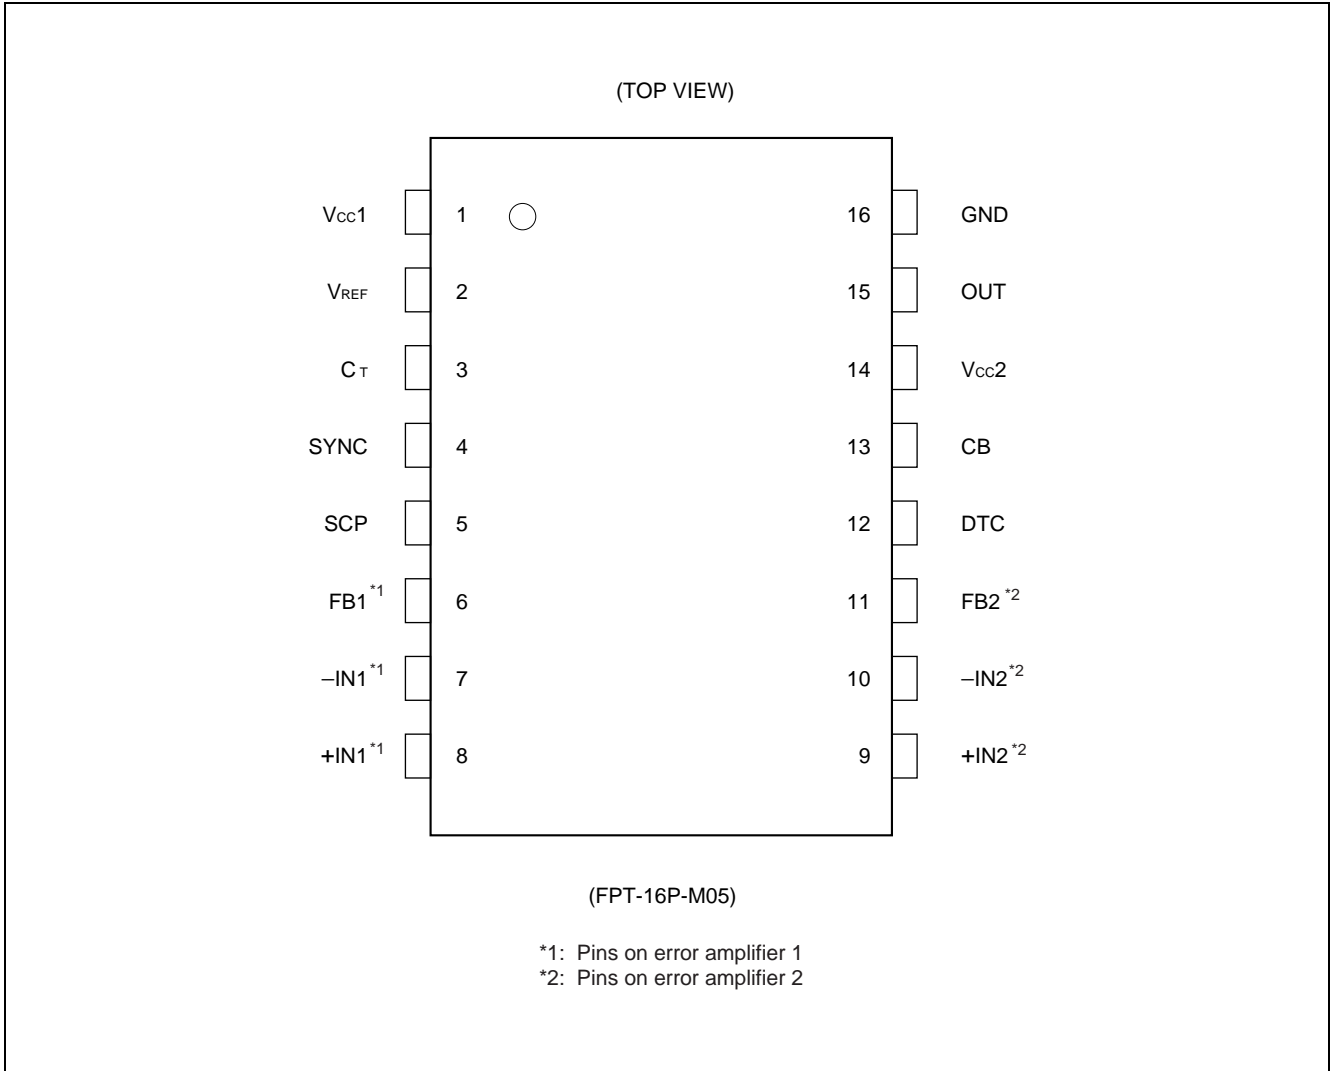 (TOP VIEW)
Vcc1 1 16 GND
VREF 2 15 OUT
CT 3 14 Vcc2
SYNC 4 13 CB
SCP 5 12 DTC
FB1*1 6 11 FB2*2
–IN1*1 7 10 –IN2*2
+IN1*1 8 9 +IN2*2
(FPT-16P-M05)
*1: Pins on error amplifier 1
*2: Pins on error amplifier 2